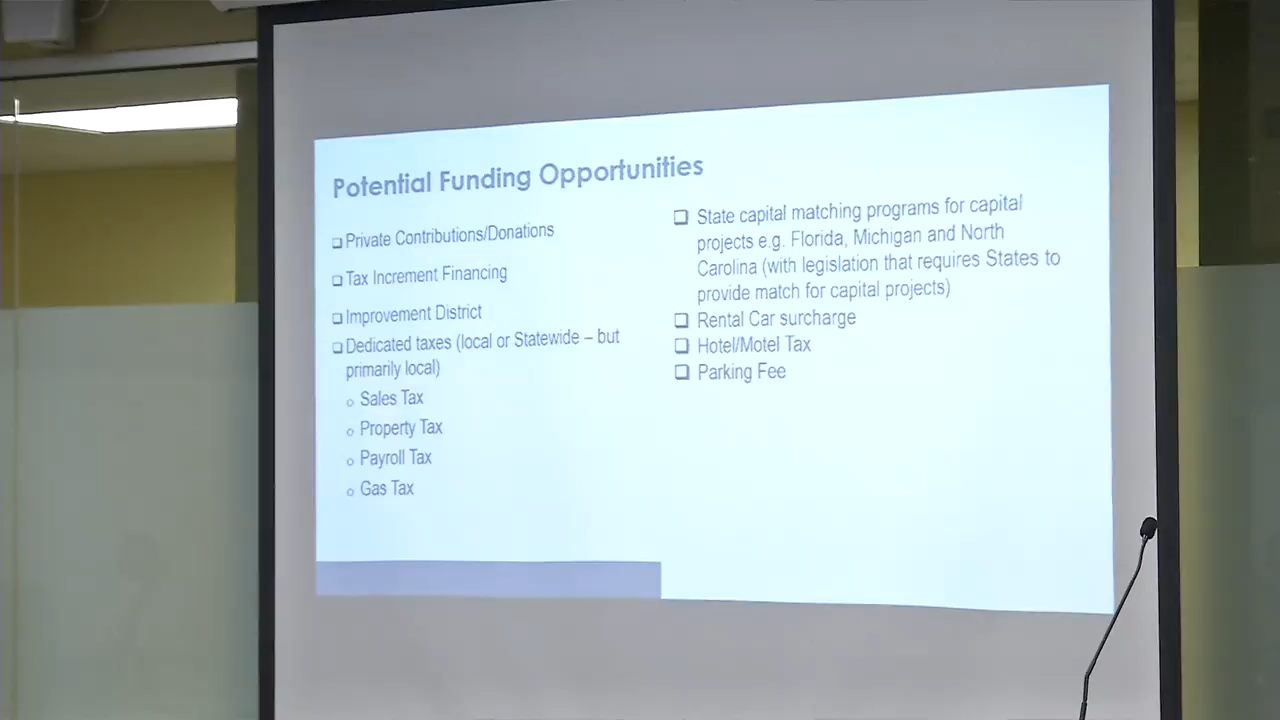 Potential Funding Opportunities
❑ Private Contributions/Donations
❑ Tax Increment Financing
❑ Improvement District
❑ Dedicated taxes (local or Statewide – but
primarily local)
o Sales Tax
o Property Tax
o Payroll Tax
o Gas Tax
❑ State capital matching programs for capital
projects e.g. Florida, Michigan and North
Carolina (with legislation that requires States to
provide match for capital projects)
❑ Rental Car surcharge
❑ Hotel/Motel Tax
❑ Parking Fee